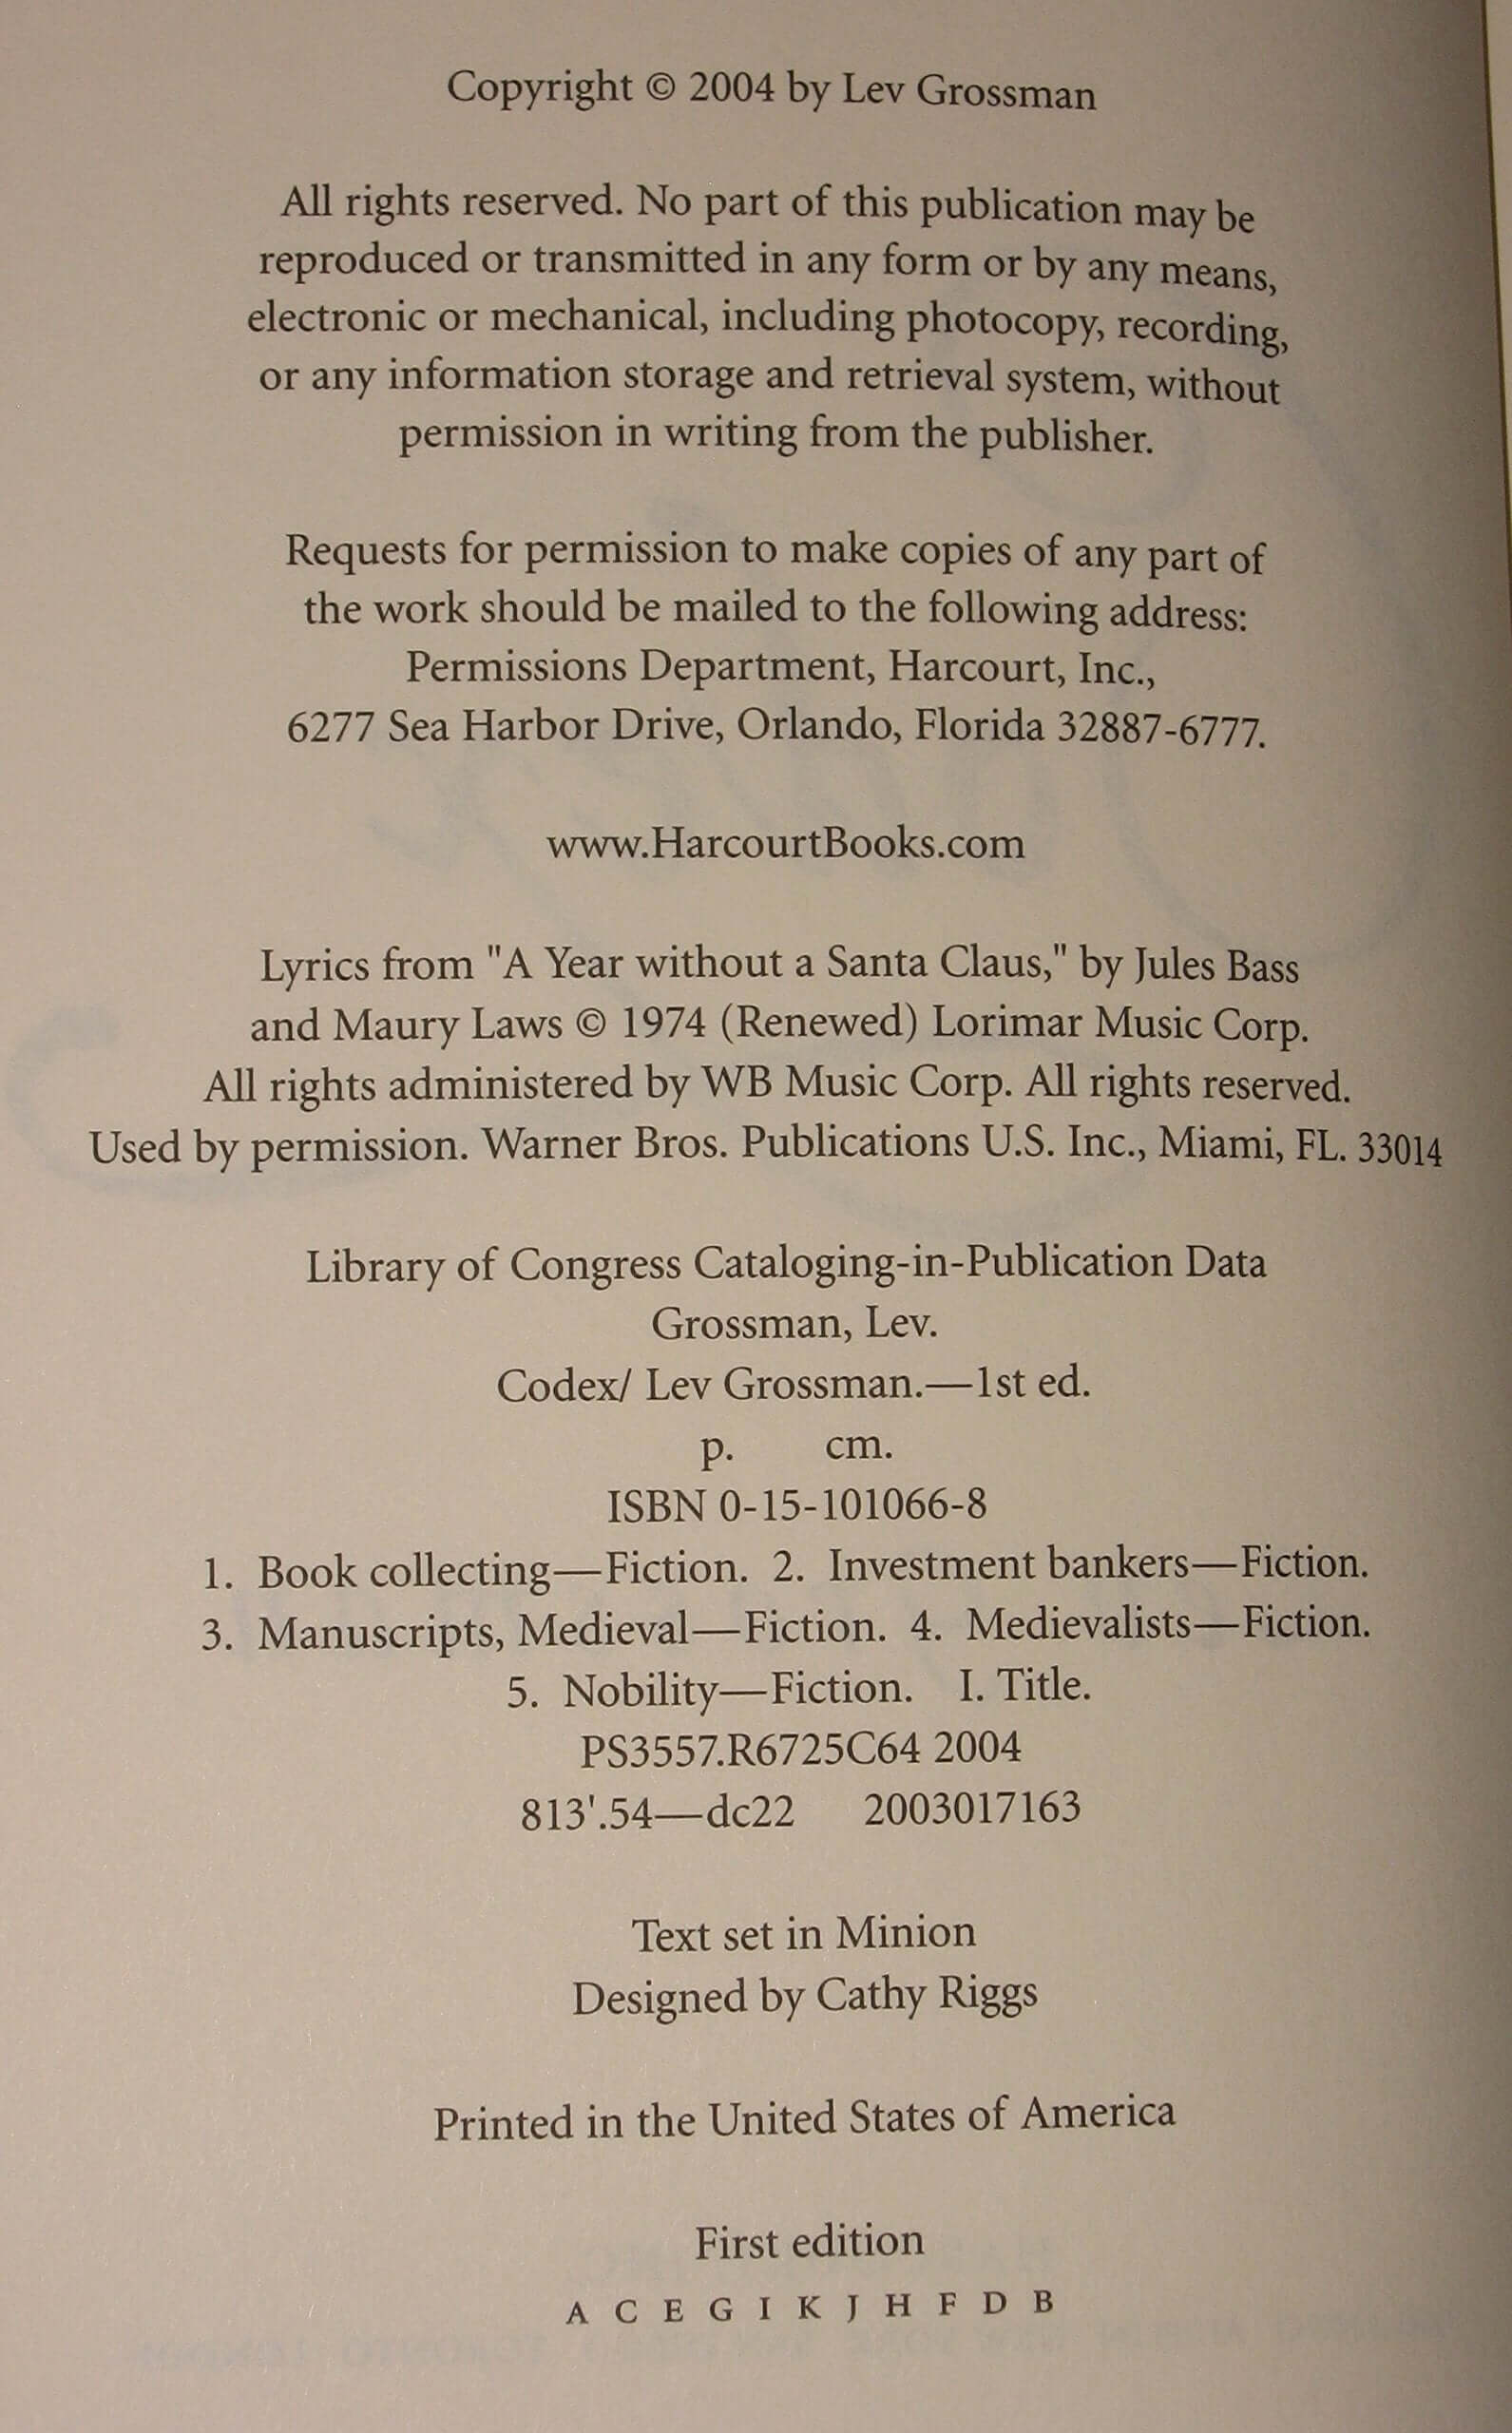 Copyright © 2004 by Lev Grossman
All rights reserved. No part of this publication may be
reproduced or transmitted in any form or by any means,
electronic or mechanical, including photocopy, recording,
or any information storage and retrieval system, without
permission in writing from the publisher.
Requests for permission to make copies of any part of
the work should be mailed to the following address:
Permissions Department, Harcourt, Inc.,
6277 Sea Harbor Drive, Orlando, Florida 32887-6777.
www.HarcourtBooks.com
Lyrics from "A Year without a Santa Claus," by Jules Bass
and Maury Laws © 1974 (Renewed) Lorimar Music Corp.
All rights administered by WB Music Corp. All rights reserved.
Used by permission. Warner Bros. Publications U.S. Inc., Miami, FL. 33014
Library of Congress Cataloging-in-Publication Data
Grossman, Lev.
Codex/ Lev Grossman.—1st ed.
p. cm.
ISBN 0-15-101066-8
1. Book collecting—Fiction. 2. Investment bankers—Fiction.
3. Manuscripts, Medieval—Fiction. 4. Medievalists—Fiction.
5. Nobility—Fiction. I. Title.
PS3557.R6725C64 2004
813'.54—dc22 2003017163
Text set in Minion
Designed by Cathy Riggs
Printed in the United States of America
First edition
A C E G I K J H F D B